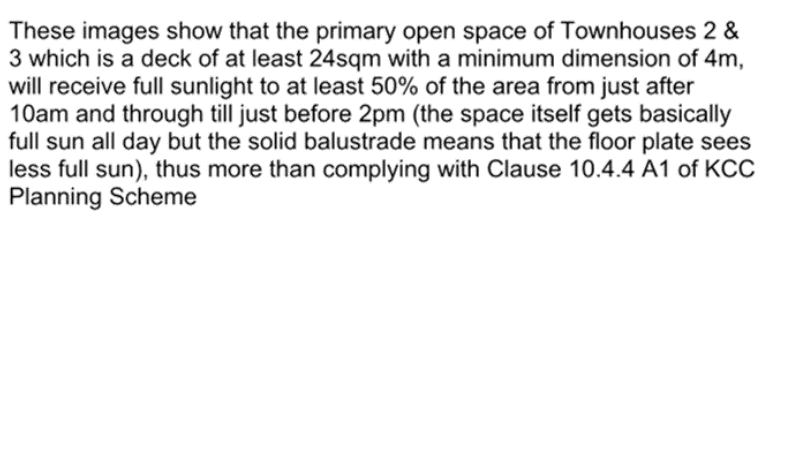 These images show that the primary open space of Townhouses 2 &
3 which is a deck of at least 24sqm with a minimum dimension of 4m,
will receive full sunlight to at least 50% of the area from just after
10am and through till just before 2pm (the space itself gets basically
full sun all day but the solid balustrade means that the floor plate sees
less full sun), thus more than complying with Clause 10.4.4 A1 of KCC
Planning Scheme